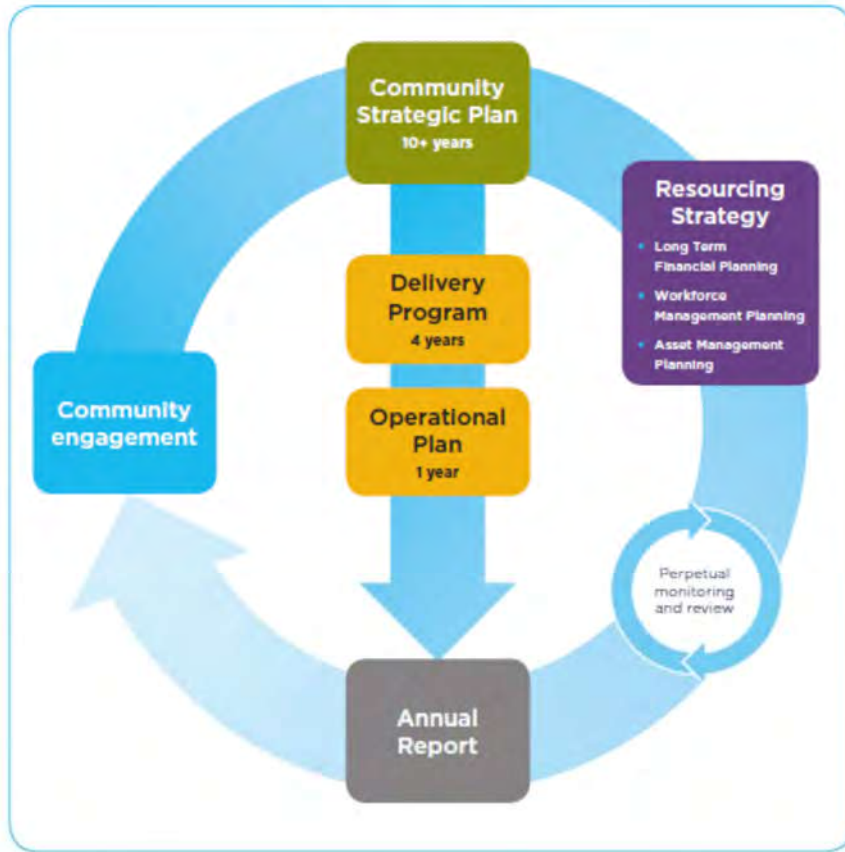 Community
Strategic Plan
10+ years
Resourcing
Strategy
• Long Term
Financial Planning
• Workforce
Management Planning
• Asset Management
Planning
Delivery
Program
4 years
Community
engagement
Operational
Plan
1 year
Perpetual
monitoring
and review
Annual
Report